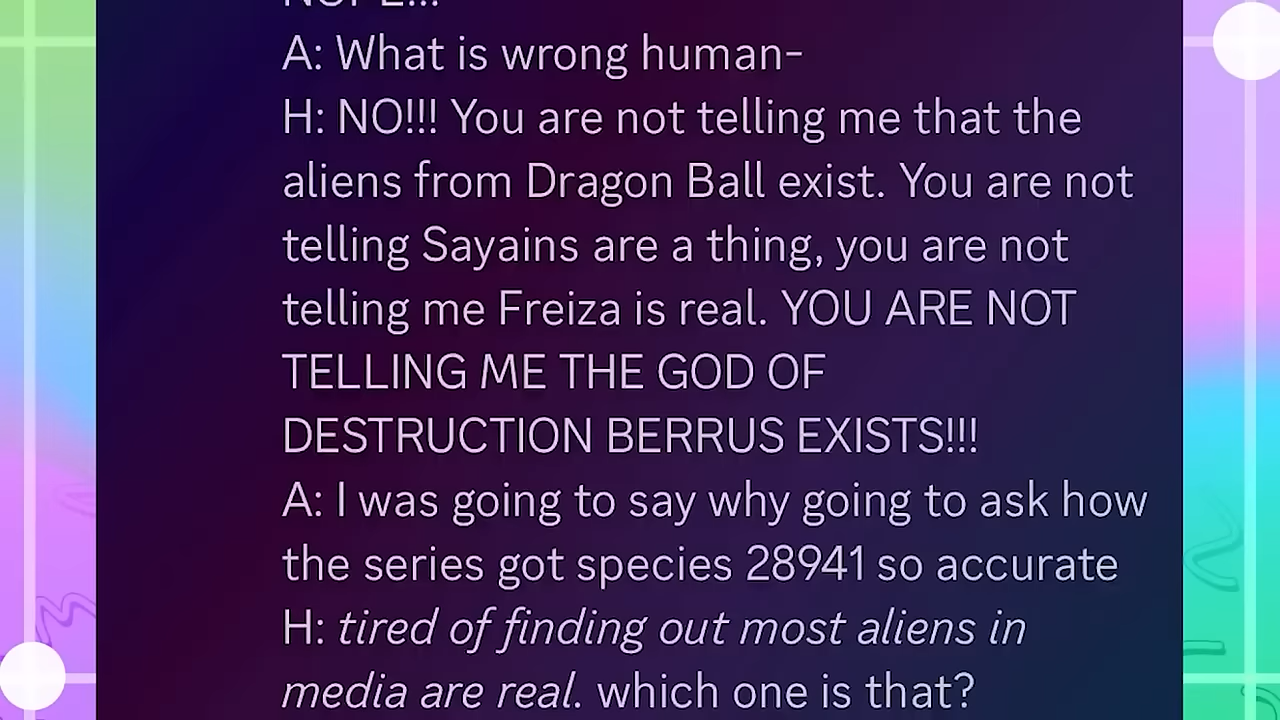 NOPE!!!
A: What is wrong human-
H: NO!!! You are not telling me that the
aliens from Dragon Ball exist. You are not
telling Sayains are a thing, you are not
telling me Freiza is real. YOU ARE NOT
TELLING ME THE GOD OF
DESTRUCTION BERRUS EXISTS!!!
A: I was going to say why going to ask how
the series got species 28941 so accurate
H: tired of finding out most aliens in
media are real. which one is that?